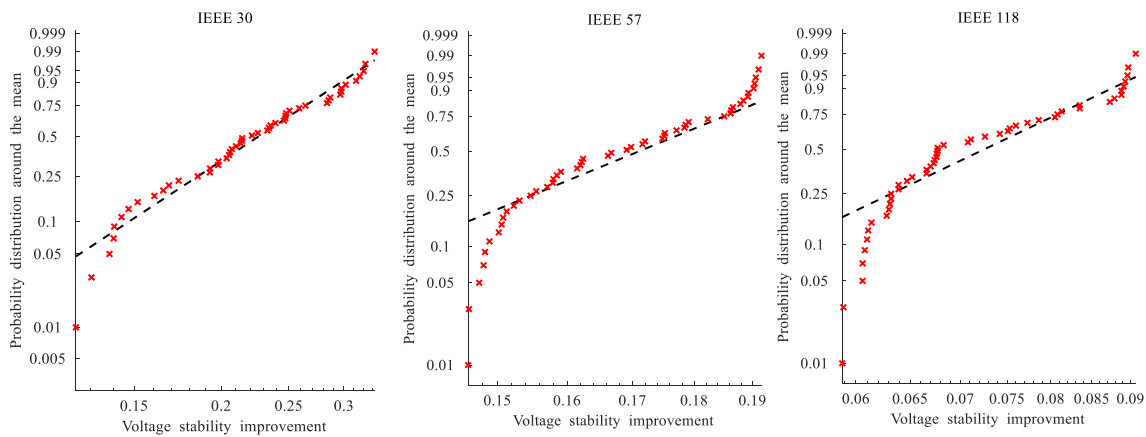 IEEE 30
0.999
0.99
0.95
0.9
0.75
0.5
0.25
0.1
0.05
0.01
0.005
Probability distribution around the mean
0.15 0.2 0.25 0.3
Voltage stability improvement
IEEE 57
0.999
0.99
0.95
0.9
0.75
0.5
0.25
0.1
0.05
0.01
Probability distribution around the mean
0.15 0.16 0.17 0.18 0.19
Voltage stability improvement
IEEE 118
0.999
0.99
0.95
0.9
0.75
0.5
0.25
0.1
0.05
0.01
Probability distribution around the mean
0.06 0.065 0.07 0.075 0.08 0.085 0.09
Voltage stability improvement